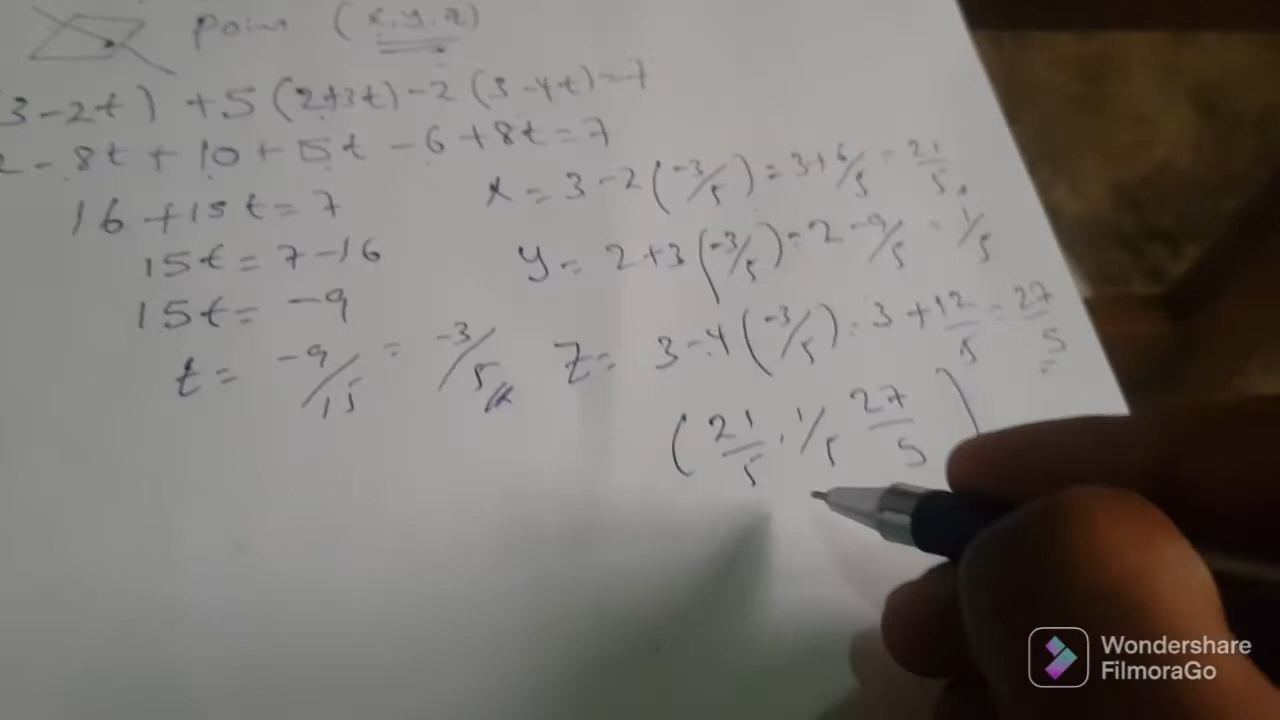 Point (x, y, z)
(3-2t) +5(2+3t)-2(3-4t)=7
2-8t+10+15t-6+8t=7
16+15t=7
15t=7-16
15t=-9
t=-9/15=-3/5
x=3-2(-3/5)=3+6/5=21/5
y=2+3(-3/5)=2-9/5=1/5
z=3-4(-3/5)=3+12/5=27/5
(21/5, 1/5 27/5)
Wondershare
FilmoraGo